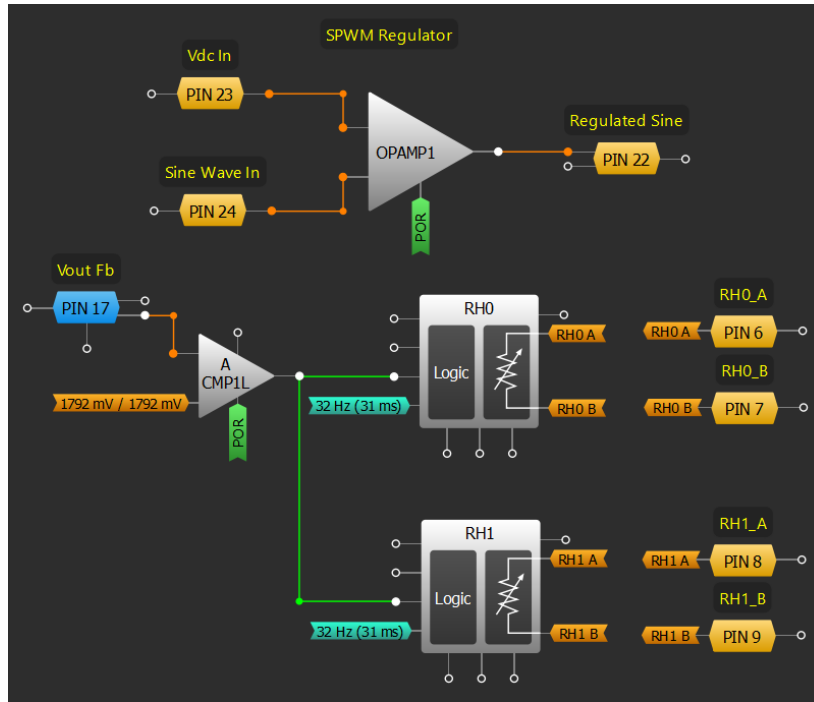 SPWM Regulator
Vdc In
PIN 23
OPAMP1
Regulated Sine
PIN 22
Sine Wave In
PIN 24
POR
Vout Fb
PIN 17
A
CMP1L
1792 mV / 1792 mV
POR
RH0
Logic
RH0 A
RH0 B
32 Hz (31 ms)
RH0_A
RH0 A
PIN 6
RH0_B
RH0 B
PIN 7
RH1
Logic
RH1 A
RH1 B
32 Hz (31 ms)
RH1_A
RH1 A
PIN 8
RH1_B
RH1 B
PIN 9